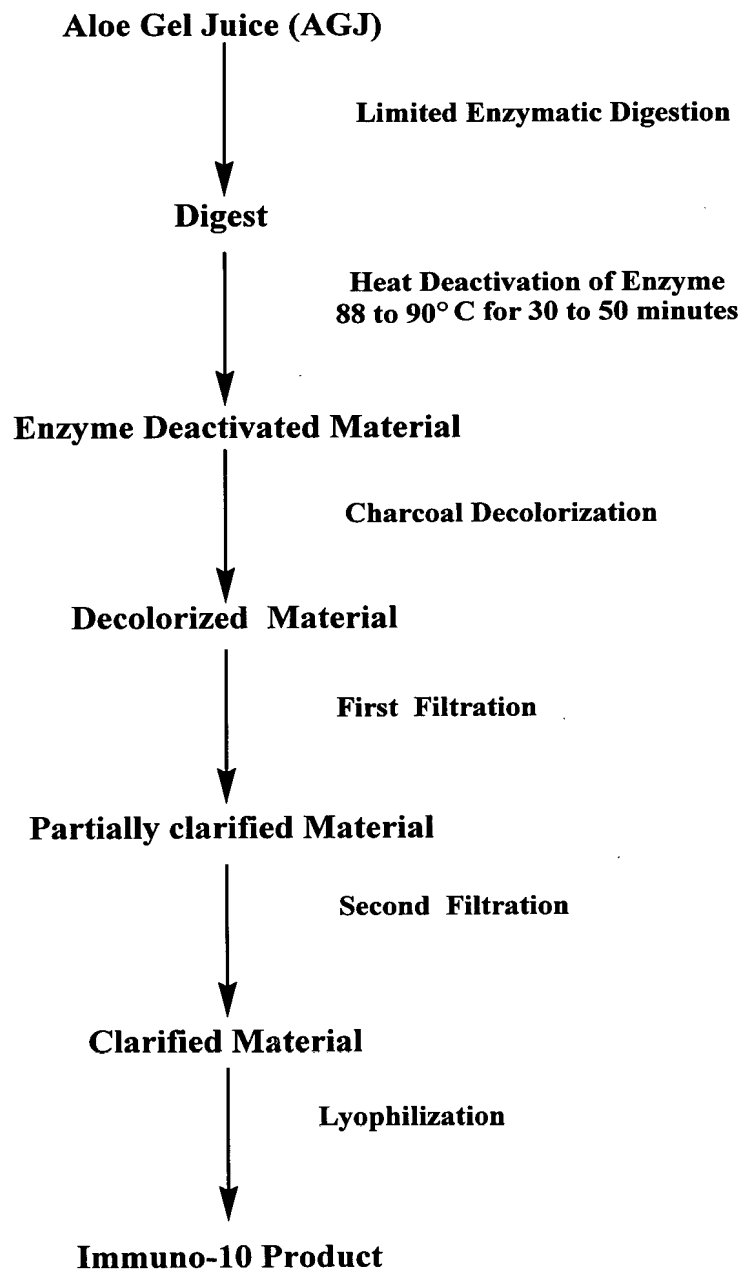 Aloe Gel Juice (AGJ)
Limited Enzymatic Digestion
Digest
Heat Deactivation of Enzyme
88 to 90° C for 30 to 50 minutes
Enzyme Deactivated Material
Charcoal Decolorization
Decolorized Material
First Filtration
Partially clarified Material
Second Filtration
Clarified Material
Lyophilization
Immuno-10 Product